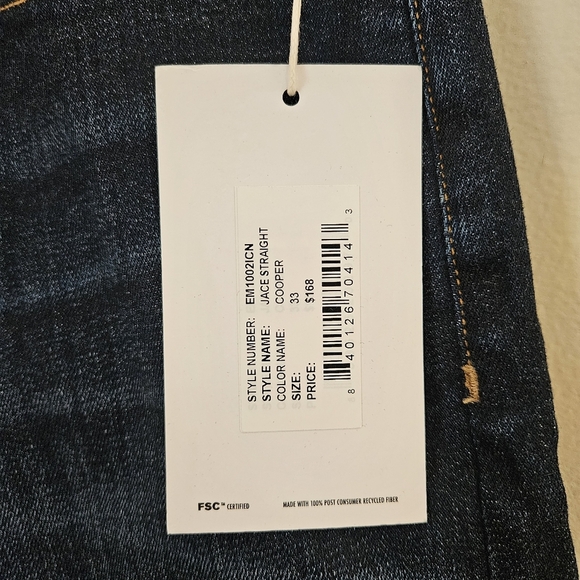 STYLE NUMBER: EM1002ICN
STYLE NAME: JACE STRAIGHT
COLOR NAME: COOPER
SIZE: 33
PRICE: $168
8 40126 70414 3
FSC™ CERTIFIED
MADE WITH 100% POST CONSUMER RECYCLED FIBER